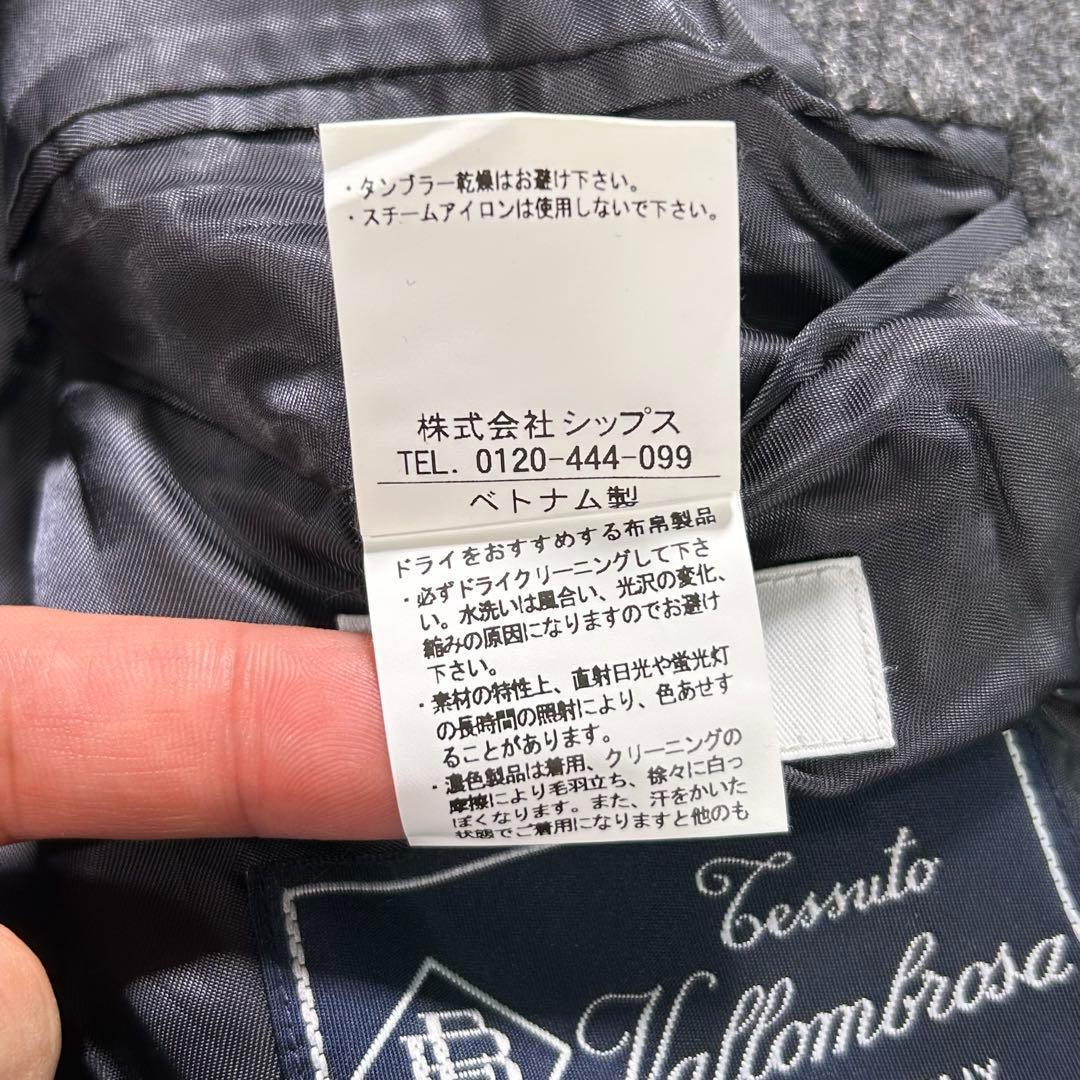 ・タンブラー乾燥はお避け下さい。
・スチームアイロンは使用しないで下さい。
株式会社シップス
TEL. 0120-444-099
ベトナム製
ドライをおすすめする布帛製品
・必ずドライクリーニングして下さ
い。水洗いは風合い、光沢の変化、
縮みの原因になりますのでお避け
下さい。
・素材の特性上、直射日光や蛍光灯
の長時間の照射により、色あせす
ることがあります。
・濃色製品は着用、クリーニングの
摩擦により毛羽立ち、徐々に白っ
ぽくなります。また、汗をかいた
状態でご着用になりますと他のも
Tessuto
Vallombrosa